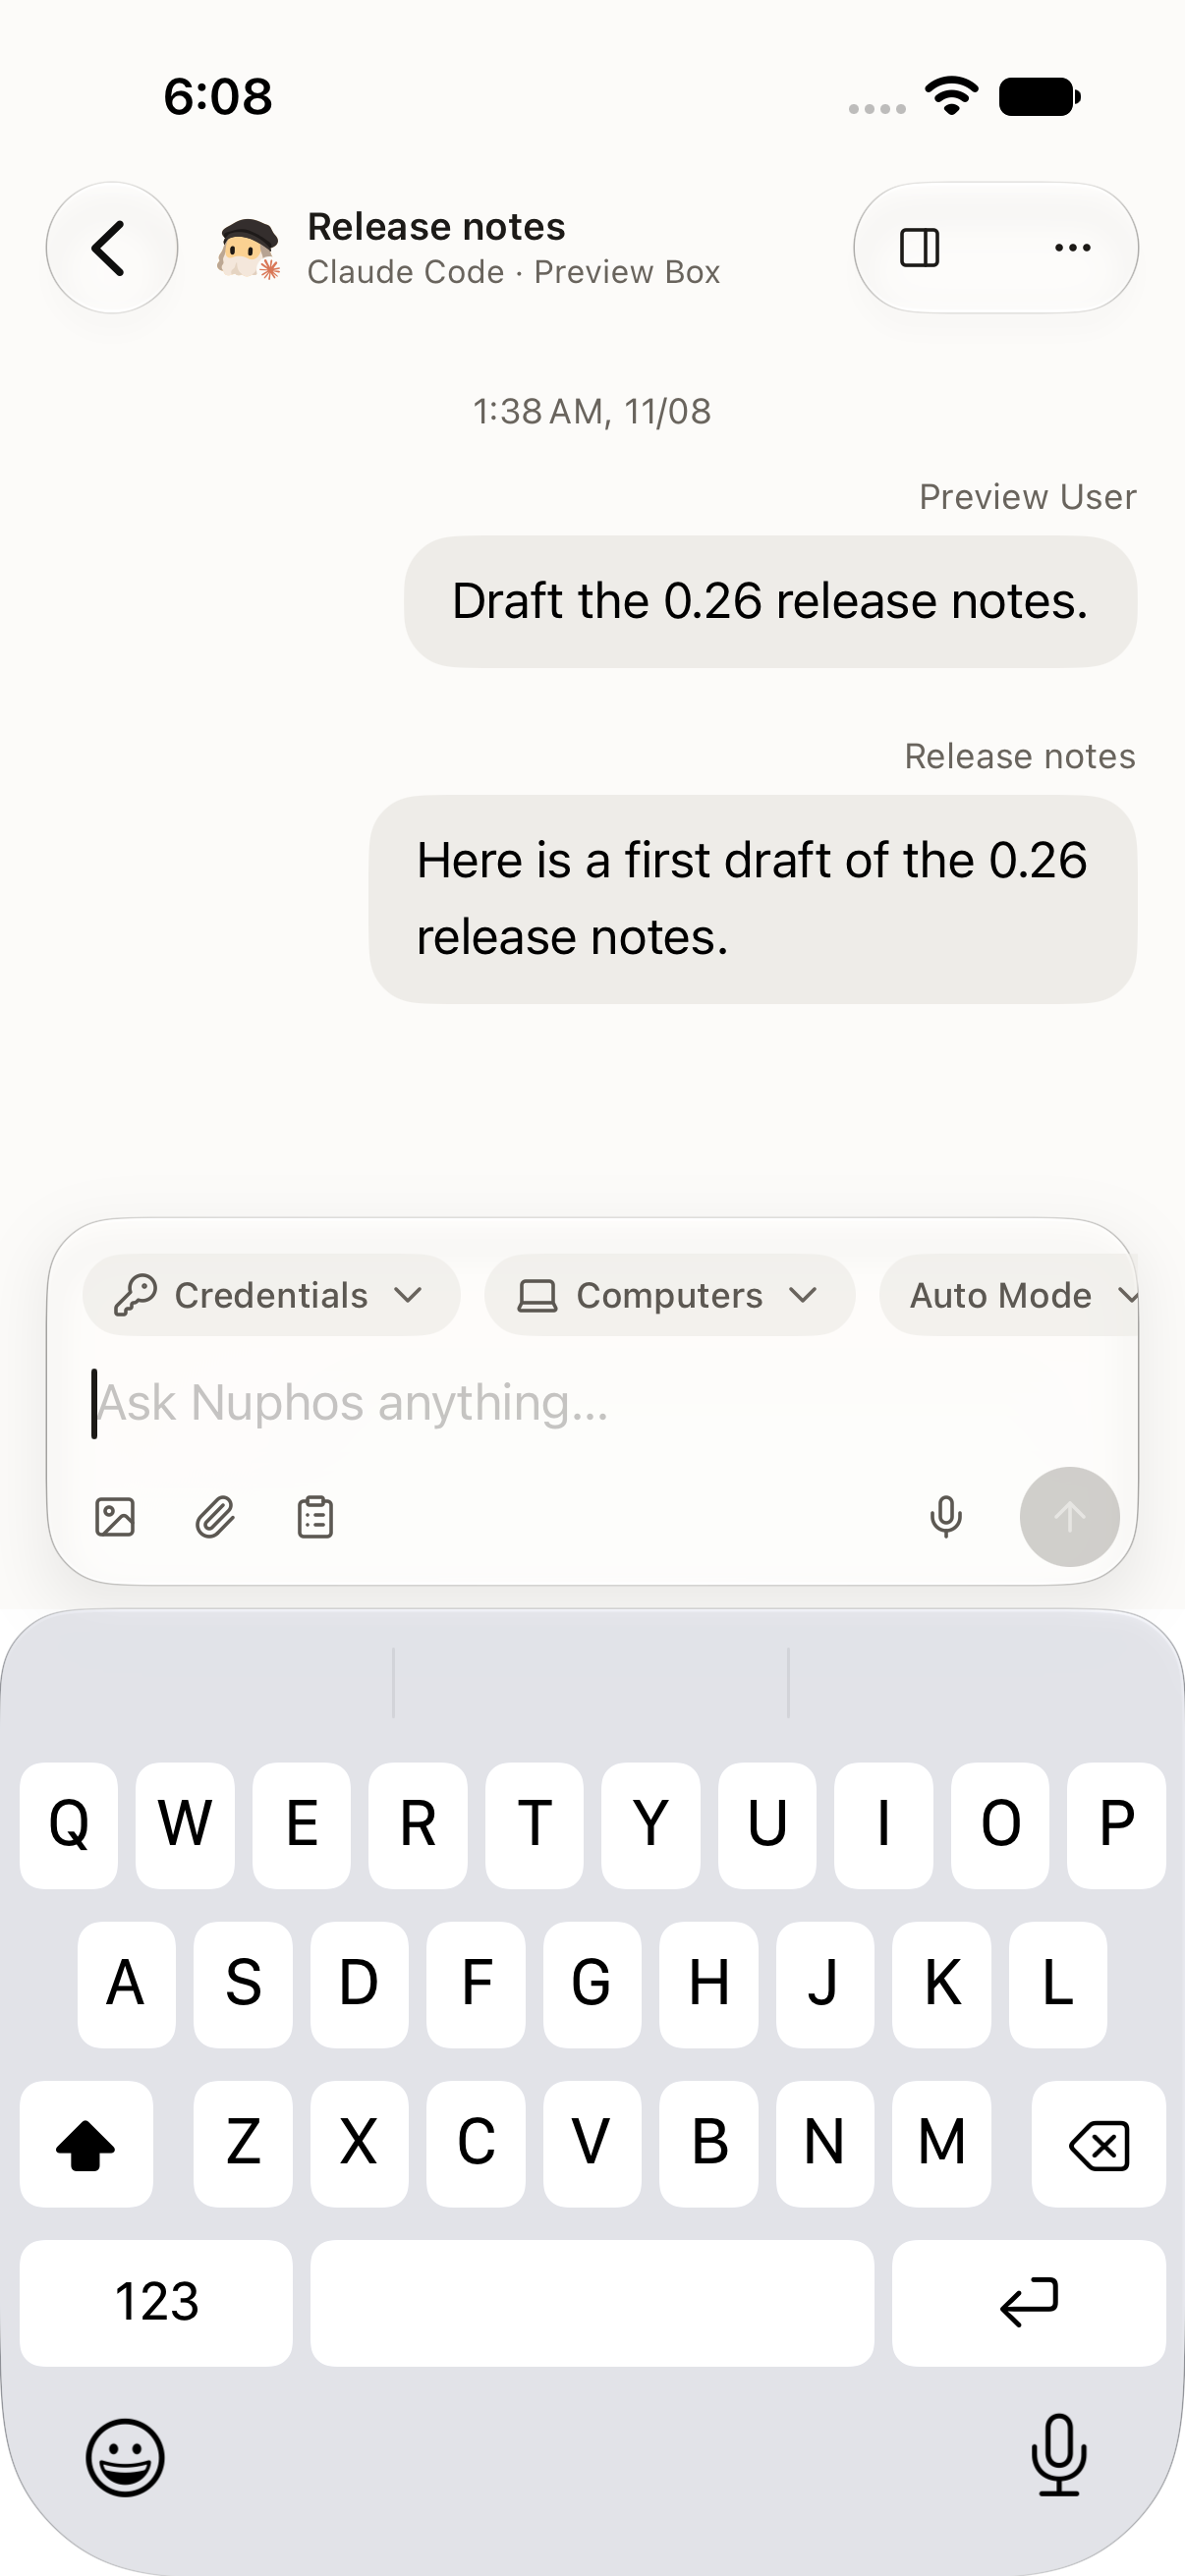 6:08
Release notes
Claude Code · Preview Box
1:38 AM, 11/08
Preview User
Draft the 0.26 release notes.
Release notes
Here is a first draft of the 0.26
release notes.
Credentials
Computers
Auto Mode
Ask Nuphos anything...
Q W E R T Y U I O P
A S D F G H J K L
Z X C V B N M
123